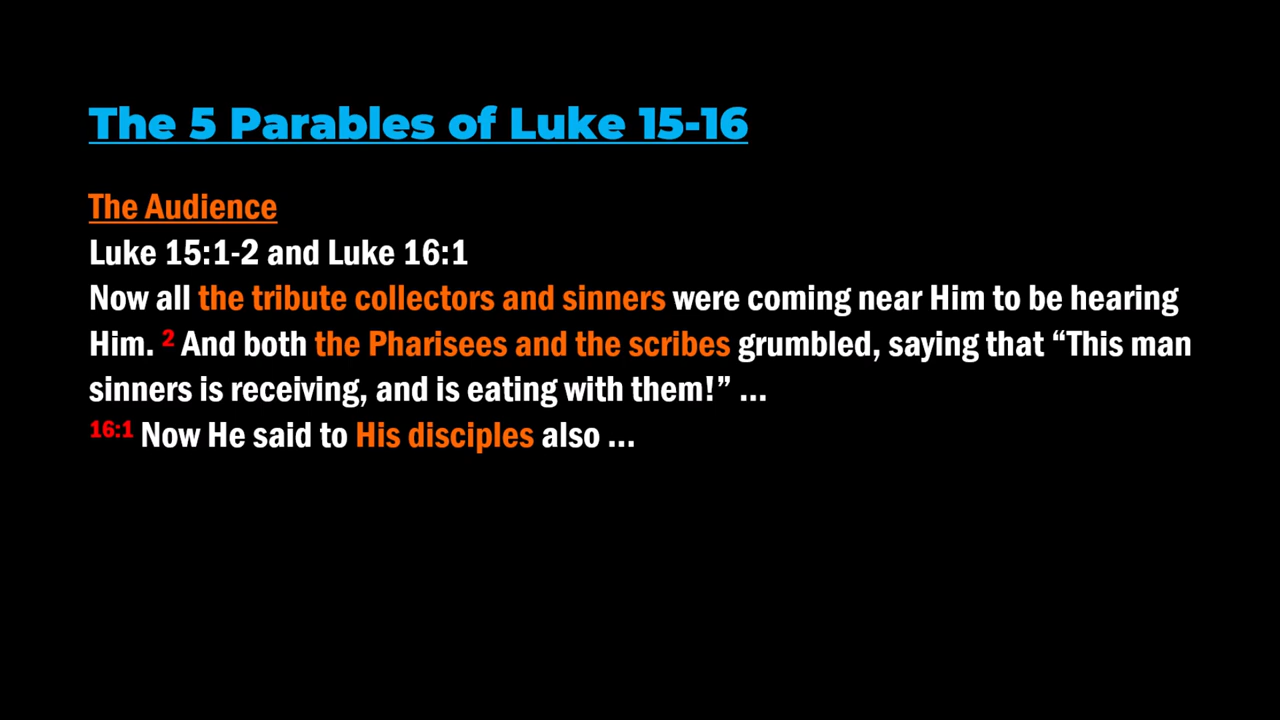 The 5 Parables of Luke 15-16
The Audience
Luke 15:1-2 and Luke 16:1
Now all the tribute collectors and sinners were coming near Him to be hearing
Him. 2 And both the Pharisees and the scribes grumbled, saying that “This man
sinners is receiving, and is eating with them!” ...
16:1 Now He said to His disciples also ...